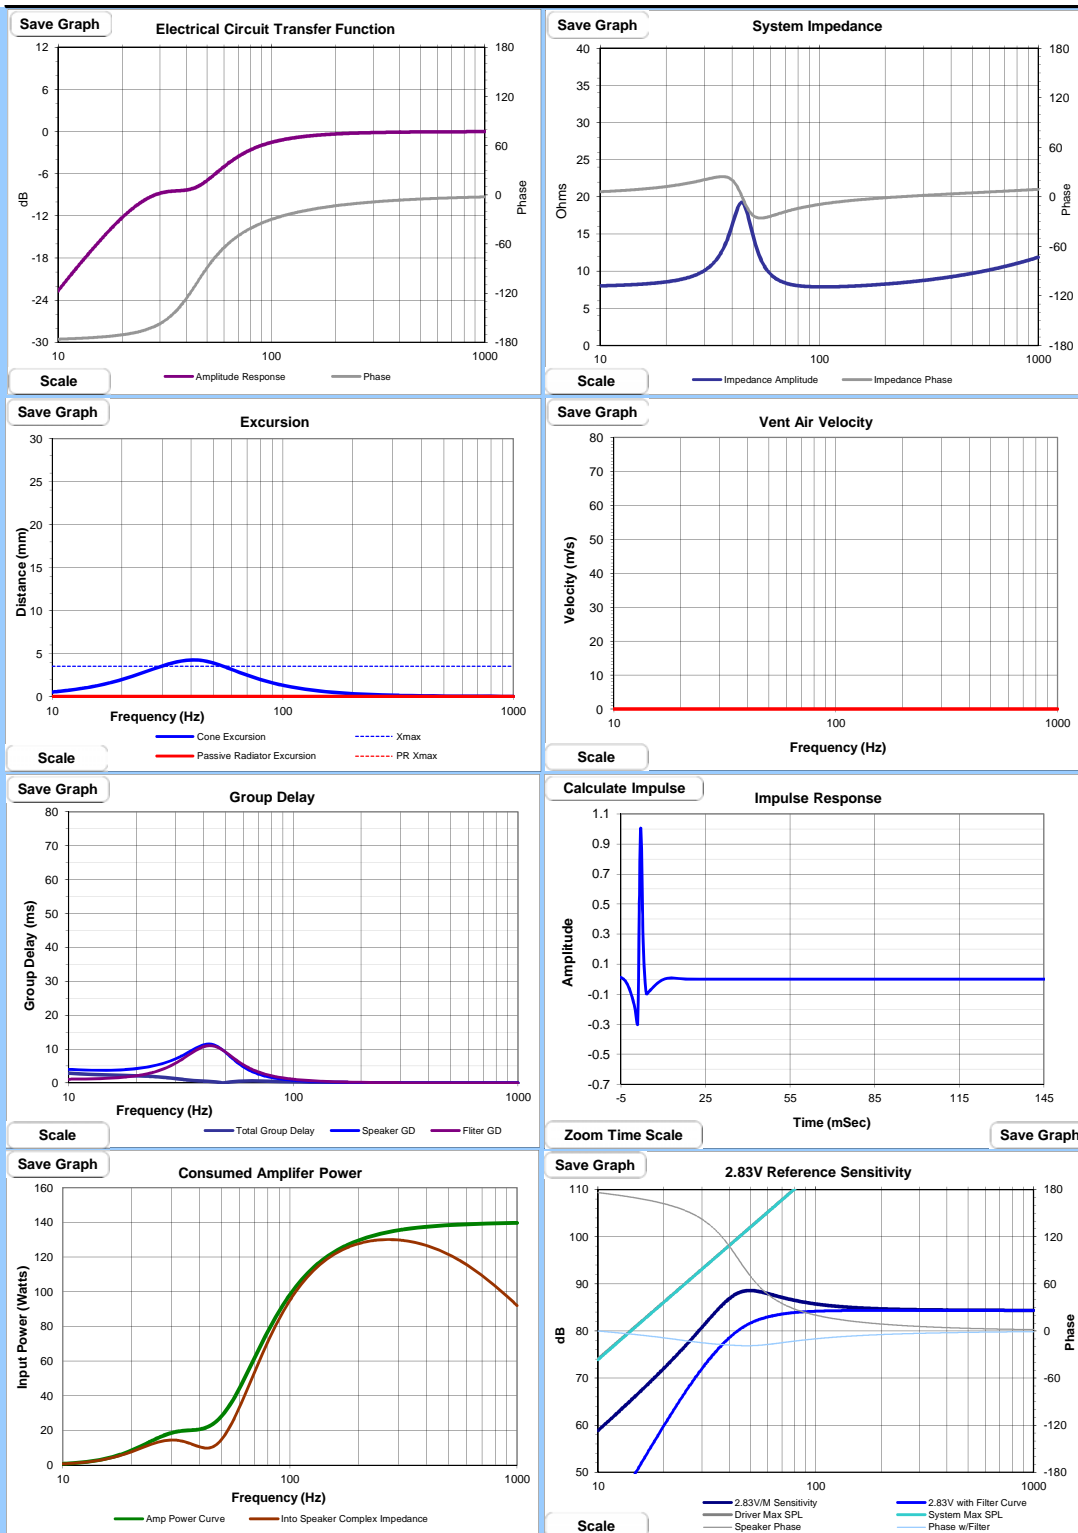 Save Graph
Electrical Circuit Transfer Function
12
6
0
-6
-12
-18
-24
-30
dB
180
120
60
0
-60
-120
-180
Phase
10
100
1000
Scale
Amplitude Response
Phase
Save Graph
System Impedance
40
35
30
25
20
15
10
5
0
Ohms
180
120
60
0
-60
-120
-180
Phase
10
100
1000
Scale
Impedance Amplitude
Impedance Phase
Save Graph
Excursion
30
25
20
15
10
5
0
Distance (mm)
10
100
1000
Frequency (Hz)
Cone Excursion
Xmax
Passive Radiator Excursion
PR Xmax
Scale
Save Graph
Vent Air Velocity
80
70
60
50
40
30
20
10
0
Velocity (m/s)
10
100
1000
Frequency (Hz)
Scale
Save Graph
Group Delay
80
70
60
50
40
30
20
10
0
Group Delay (ms)
10
100
1000
Frequency (Hz)
Scale
Total Group Delay
Speaker GD
Fliter GD
Calculate Impulse
Impulse Response
1.1
0.9
0.7
0.5
0.3
0.1
-0.1
-0.3
-0.5
-0.7
Amplitude
-5
25
55
85
115
145
Time (mSec)
Zoom Time Scale
Save Graph
Save Graph
Consumed Amplifer Power
160
140
120
100
80
60
40
20
0
Input Power (Watts)
10
100
1000
Frequency (Hz)
Amp Power Curve
Into Speaker Complex Impedance
Save Graph
2.83V Reference Sensitivity
110
100
90
80
70
60
50
dB
180
120
60
0
-60
-120
-180
Phase
10
100
1000
Scale
2.83V/M Sensitivity
2.83V with Filter Curve
Driver Max SPL
System Max SPL
Speaker Phase
Phase w/Filter